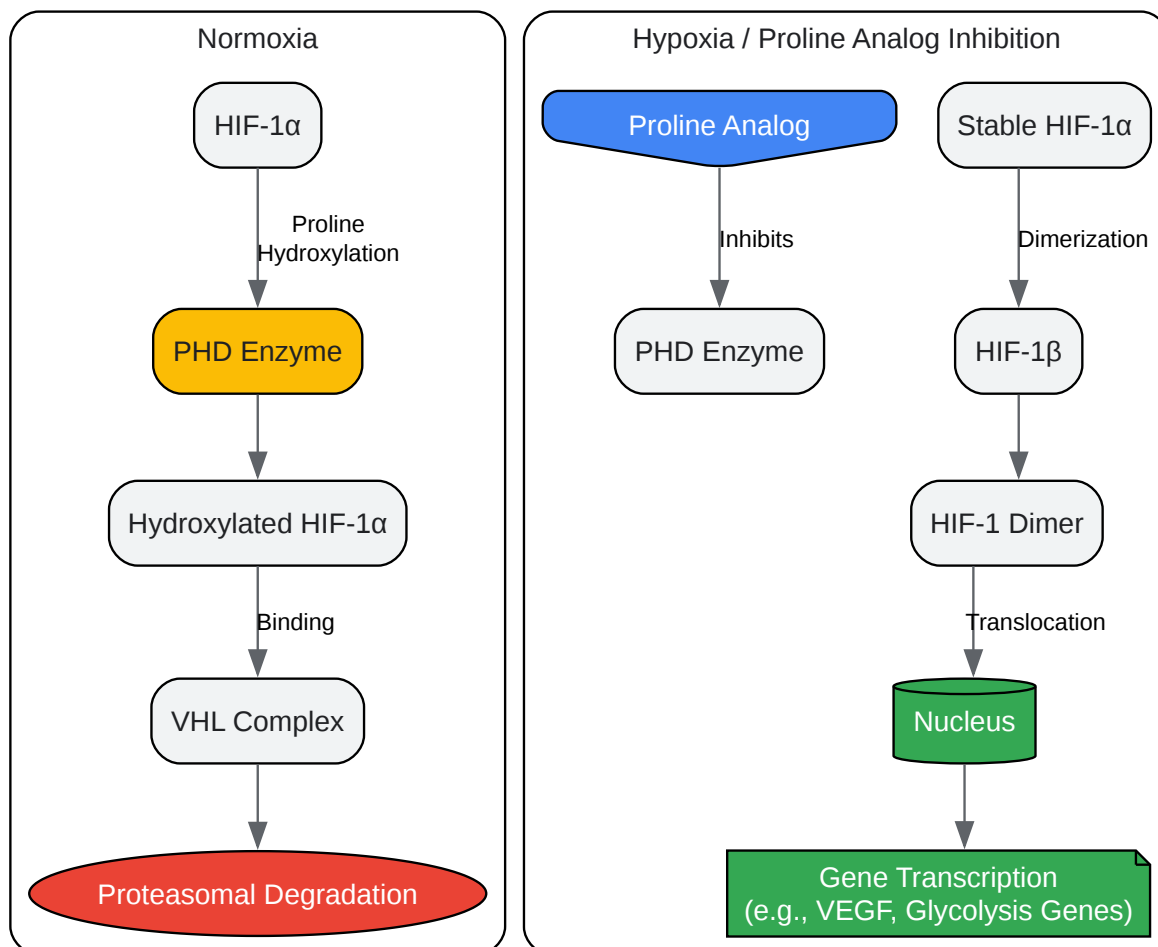 Normoxia
HIF-1α
Proline
Hydroxylation
PHD Enzyme
Hydroxylated HIF-1α
Binding
VHL Complex
Proteasomal Degradation
Hypoxia / Proline Analog Inhibition
Proline Analog
Inhibits
PHD Enzyme
Stable HIF-1α
Dimerization
HIF-1β
HIF-1 Dimer
Translocation
Nucleus
Gene Transcription
(e.g., VEGF, Glycolysis Genes)